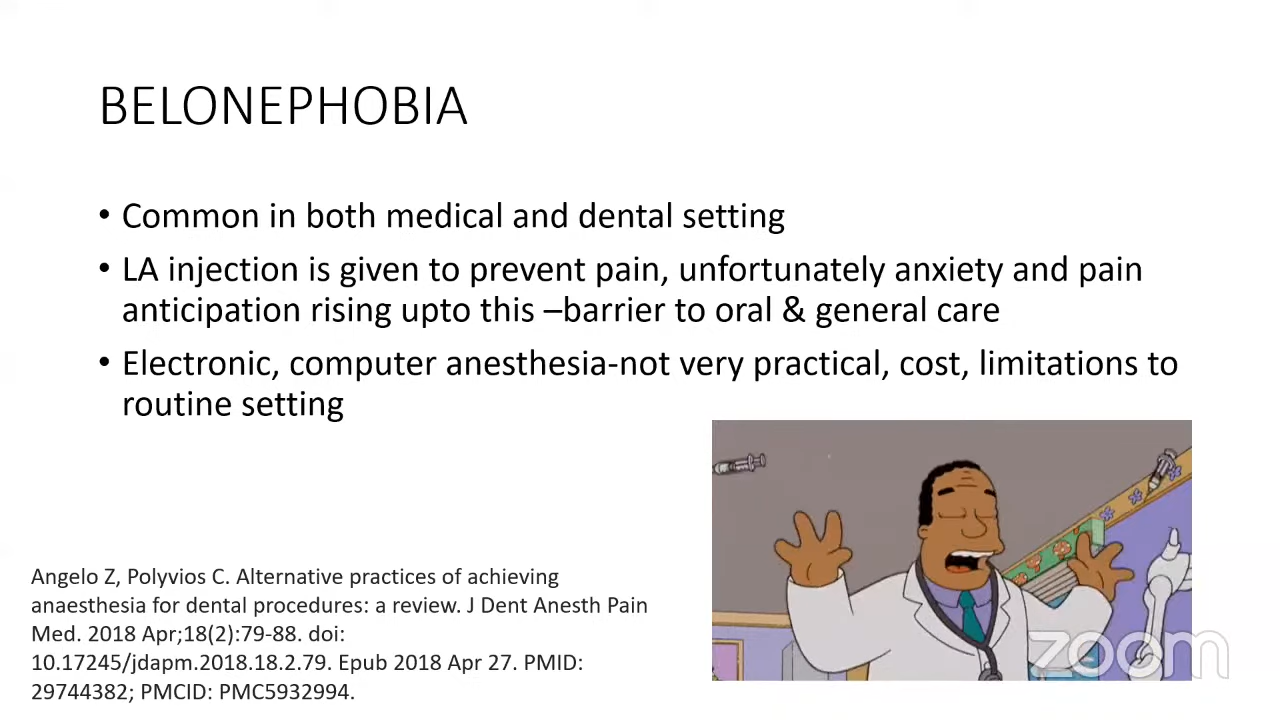 BELONEPHOBIA
• Common in both medical and dental setting
• LA injection is given to prevent pain, unfortunately anxiety and pain
anticipation rising upto this –barrier to oral & general care
• Electronic, computer anesthesia-not very practical, cost, limitations to
routine setting
Angelo Z, Polyvios C. Alternative practices of achieving
anaesthesia for dental procedures: a review. J Dent Anesth Pain
Med. 2018 Apr;18(2):79-88. doi:
10.17245/jdapm.2018.18.2.79. Epub 2018 Apr 27. PMID:
29744382; PMCID: PMC5932994.
zoom